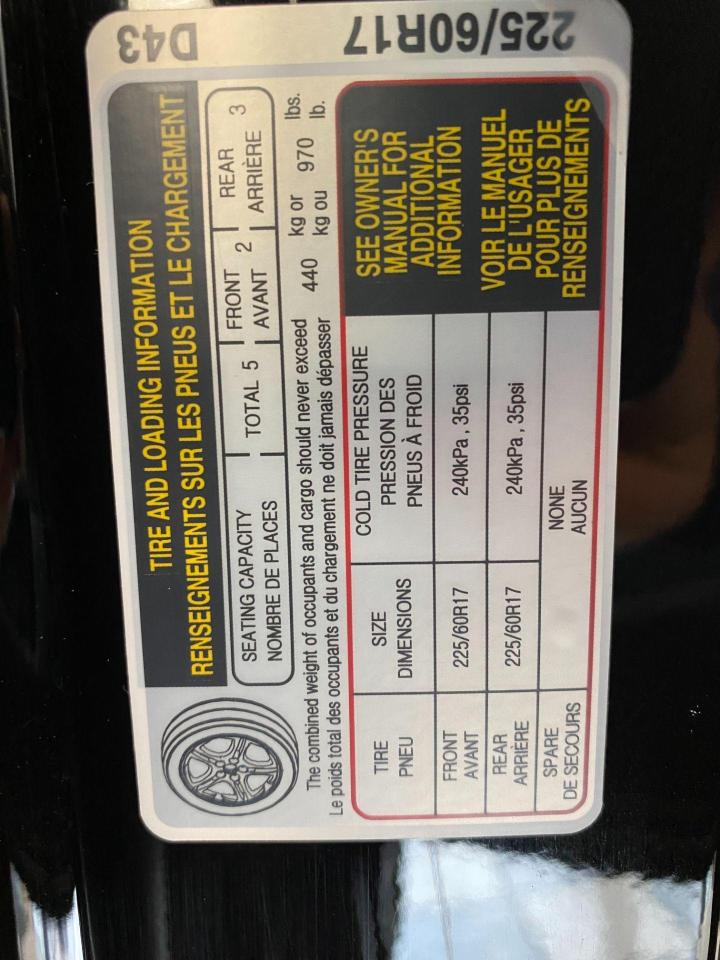 TIRE AND LOADING INFORMATION
RENSEIGNEMENTS SUR LES PNEUS ET LE CHARGEMENT
SEATING CAPACITY TOTAL 5 FRONT 2 REAR 3
NOMBRE DE PLACES AVANT ARRIÈRE
The combined weight of occupants and cargo should never exceed 440 kg or 970 lbs.
Le poids total des occupants et du chargement ne doit jamais dépasser kg ou lb.
TIRE SIZE COLD TIRE PRESSURE
PNEU DIMENSIONS PRESSION DES
PNEUS À FROID
FRONT 225/60R17 240kPa, 35psi
AVANT
REAR 225/60R17 240kPa, 35psi
ARRIÈRE
SPARE NONE
DE SECOURS AUCUN
SEE OWNER'S
MANUAL FOR
ADDITIONAL
INFORMATION
VOIR LE MANUEL
DE L'USAGER
POUR PLUS DE
RENSEIGNEMENTS
225/60R17 D43